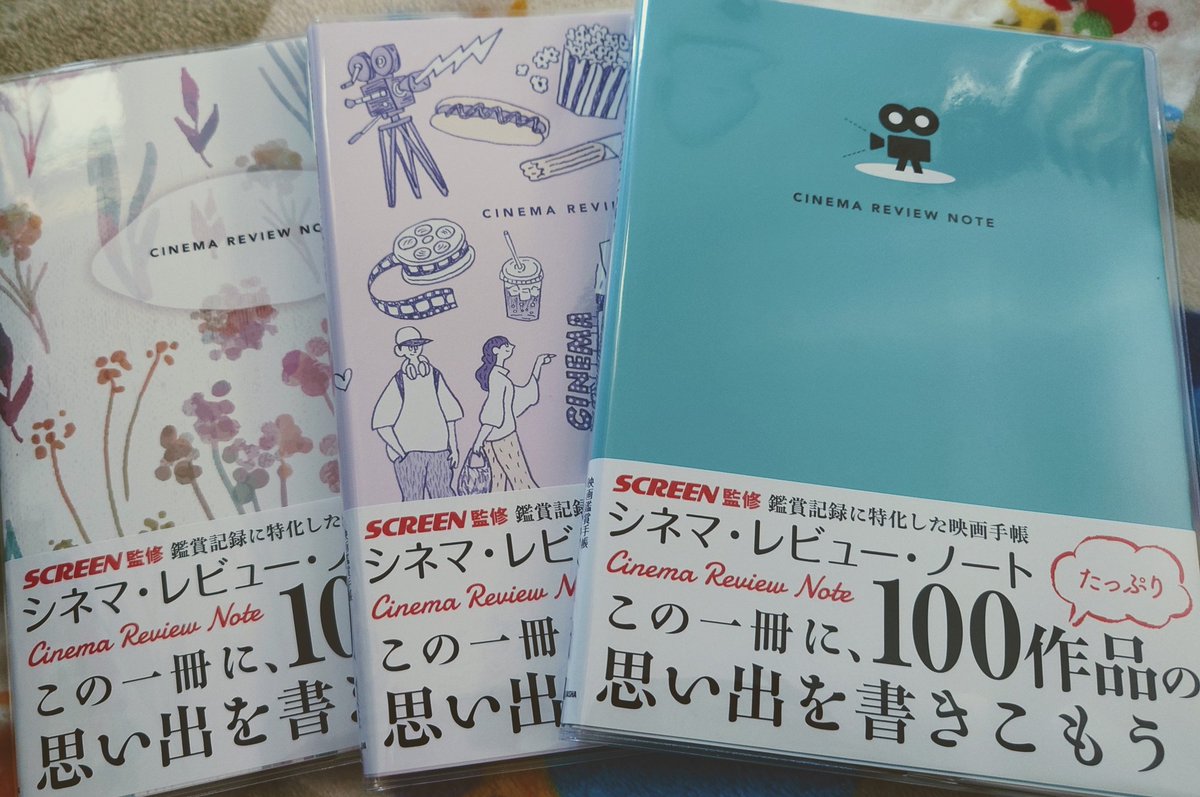 CINEMA REVIEW NO
SCREEN監修 鑑賞記録に特化した
シネマ・レビュー・
Cinema Review Note
この一冊に、10
思い出を書き
CINEMA REVI
CINEMA
映画鑑賞手帳
SCREEN監修 鑑賞記
シネマ・レビ
Cinema Review N
この一冊
思い出
CINEMA REVIEW NOTE
SCREEN監修 鑑賞記録に特化した映画手帳
シネマ・レビュー・ノート
Cinema Review Note
たっぷり
この一冊に、100作品の
思い出を書きこもう